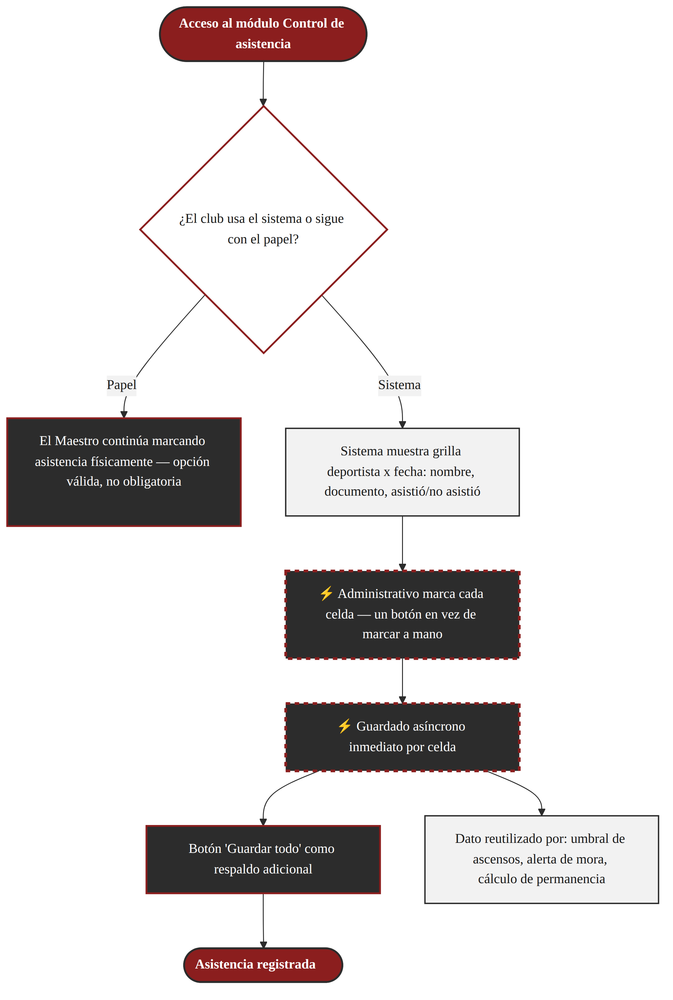 Acceso al módulo Control de
asistencia
¿El club usa el sistema o sigue
con el papel?
Papel
Sistema
El Maestro continúa marcando
asistencia físicamente — opción
válida, no obligatoria
Sistema muestra grilla
deportista x fecha: nombre,
documento, asistió/no asistió
⚡ Administrativo marca cada
celda — un botón en vez de
marcar a mano
⚡ Guardado asíncrono
inmediato por celda
Botón 'Guardar todo' como
respaldo adicional
Dato reutilizado por: umbral de
ascensos, alerta de mora,
cálculo de permanencia
Asistencia registrada